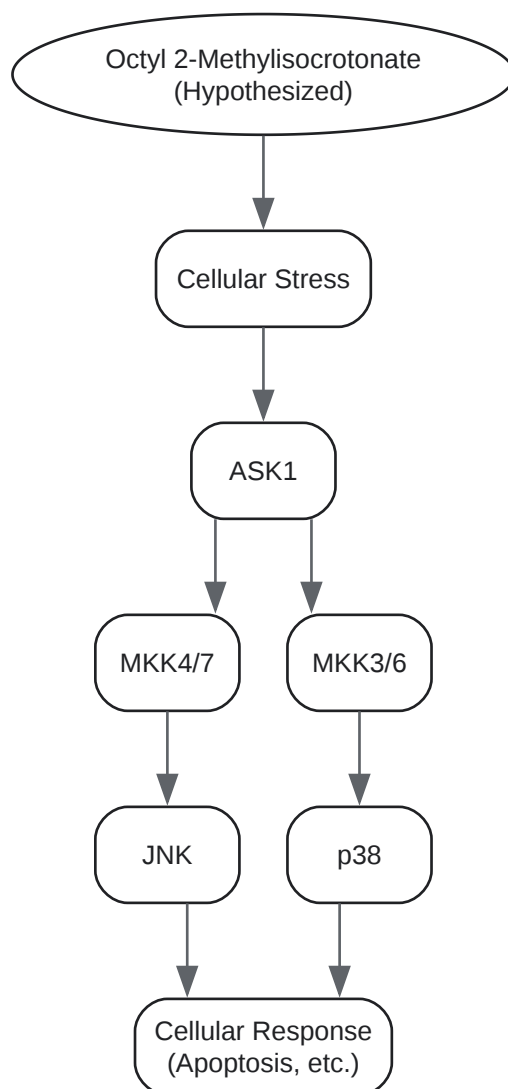 Octyl 2-Methylisocrotonate
(Hypothesized)
Cellular Stress
ASK1
MKK4/7
MKK3/6
JNK
p38
Cellular Response
(Apoptosis, etc.)